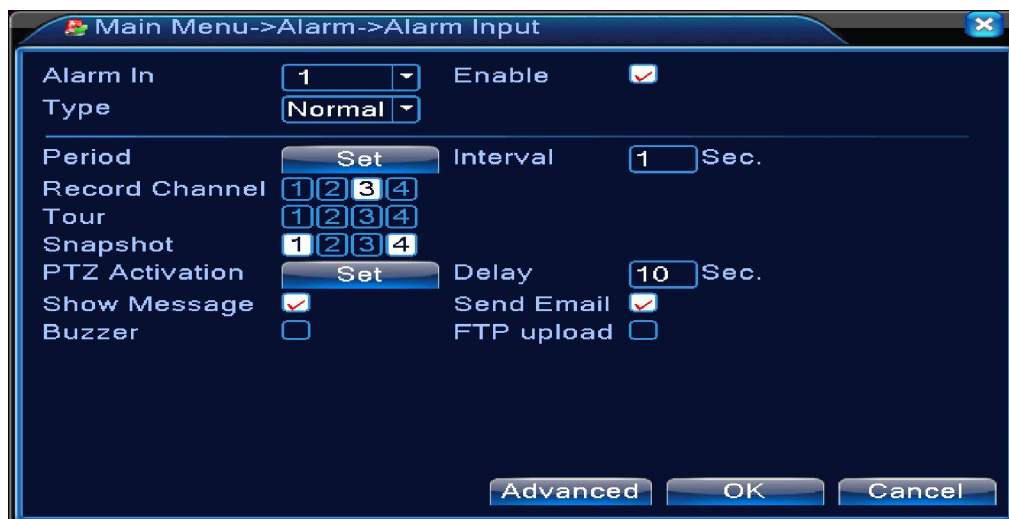 Main Menu->Alarm->Alarm Input
Alarm In 1 Enable
Type Normal
Period Set Interval 1 Sec.
Record Channel 1 2 3 4
Tour 1 2 3 4
Snapshot 1 2 3 4
PTZ Activation Set Delay 10 Sec.
Show Message Send Email
Buzzer FTP upload
Advanced OK Cancel